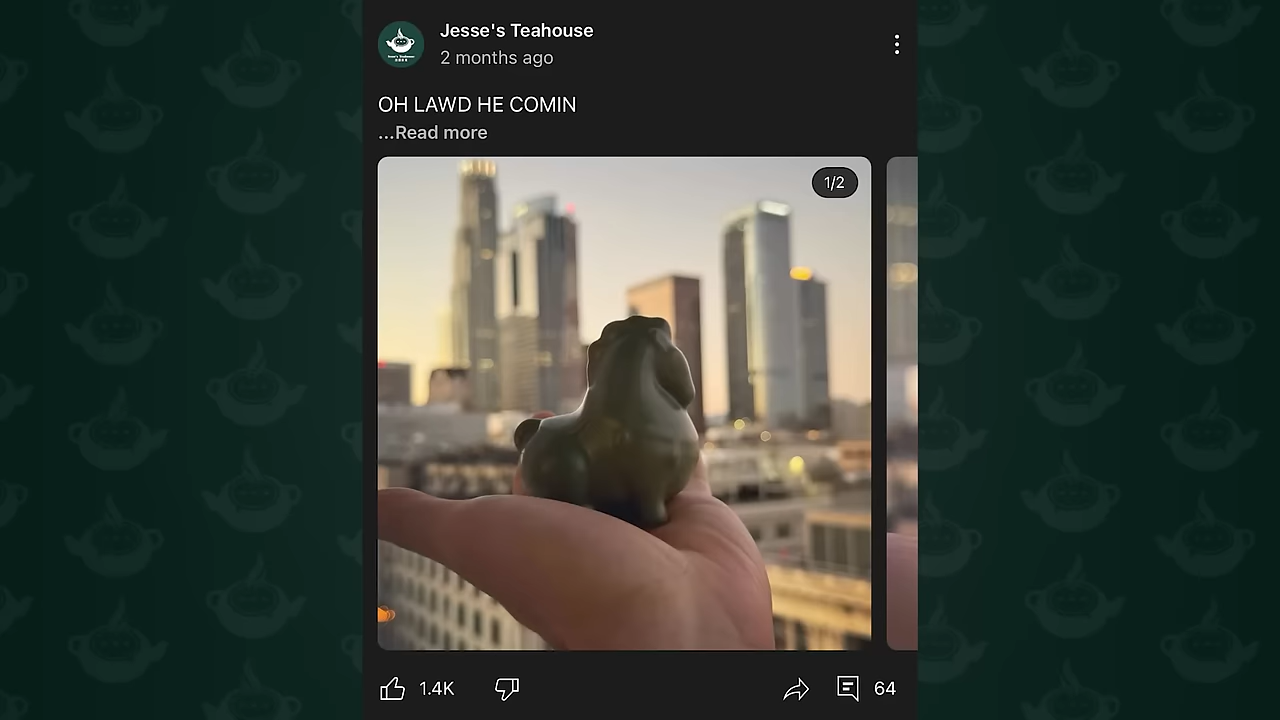 Jesse's Teahouse
2 months ago
OH LAWD HE COMIN
...Read more
1/2
1.4K
64